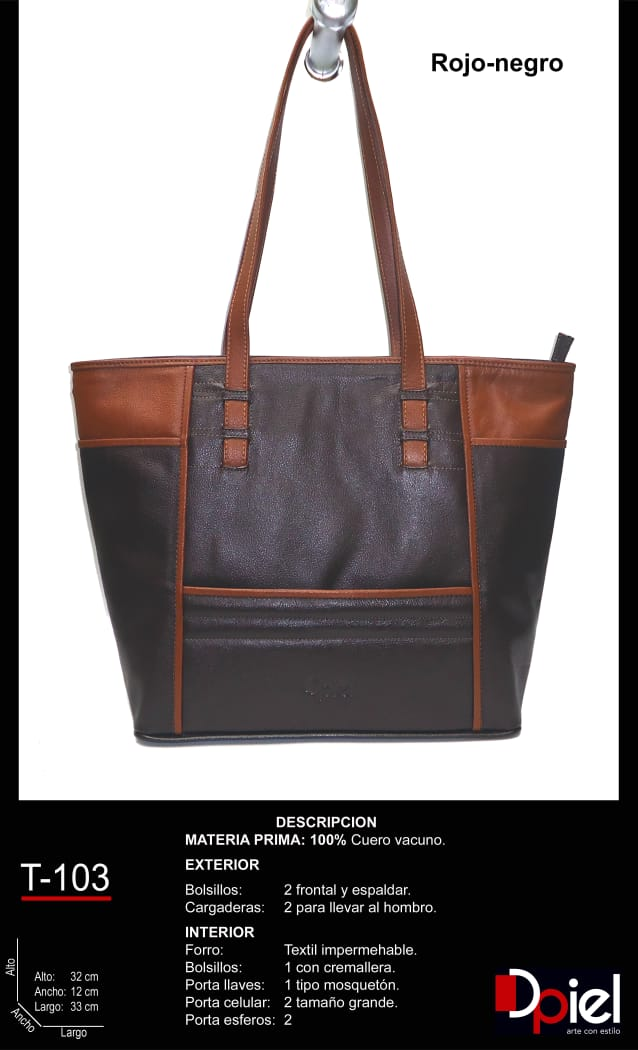 Rojo-negro
DESCRIPCION
MATERIA PRIMA: 100% Cuero vacuno.
EXTERIOR
Bolsillos: 2 frontal y espaldar.
Cargaderas: 2 para llevar al hombro.
INTERIOR
Forro: Textil impermehable.
Bolsillos: 1 con cremallera.
Porta llaves: 1 tipo mosquetón.
Porta celular: 2 tamaño grande.
Porta esferos: 2
T-103
Alto
Ancho
Largo
Alto: 32 cm
Ancho: 12 cm
Largo: 33 cm
Dpiel
arte con estilo
Dpiel